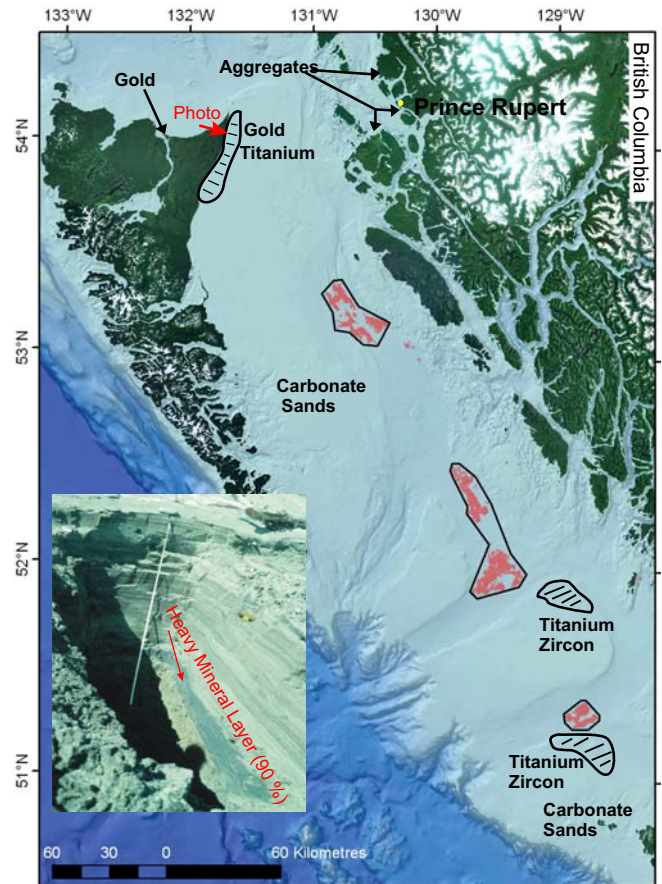 133°W
132°W
131°W
130°W
129°W
British Columbia
Aggregates
Gold
Photo
Prince Rupert
54°N
Gold
Titanium
53°N
Carbonate
Sands
52°N
Titanium
Zircon
Heavy Mineral Layer (90 %)
51°N
Titanium
Zircon
Carbonate
Sands
60 30 0 60 Kilometres